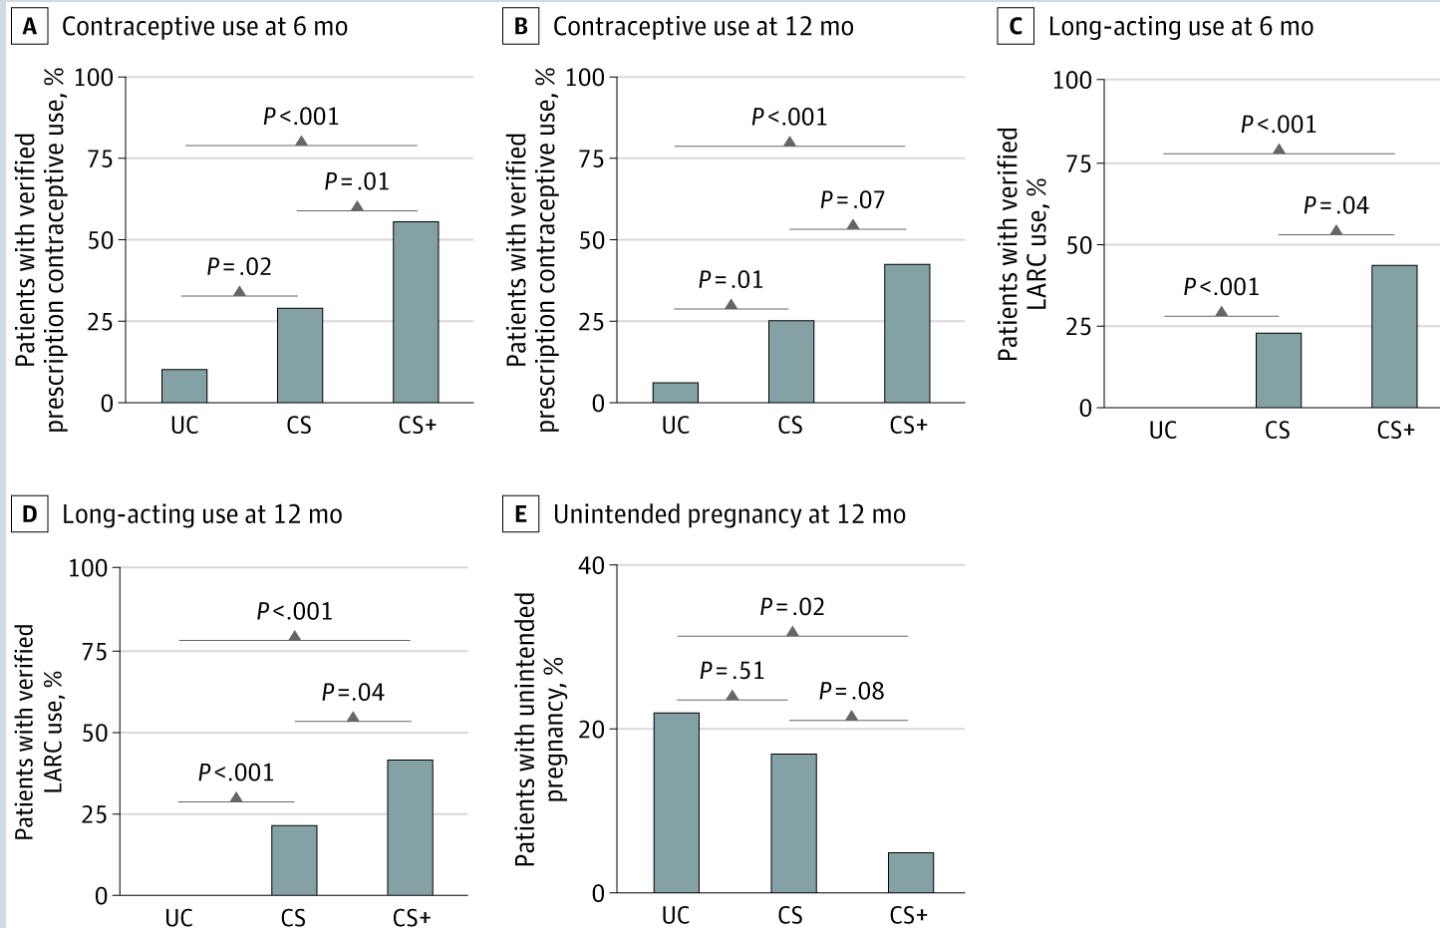 A Contraceptive use at 6 mo
Patients with verified
prescription contraceptive use, %
100
75
50
25
0
P<.001
P=.01
P=.02
UC CS CS+
B Contraceptive use at 12 mo
Patients with verified
prescription contraceptive use, %
100
75
50
25
0
P<.001
P=.07
P=.01
UC CS CS+
C Long-acting use at 6 mo
Patients with verified
LARC use, %
100
75
50
25
0
P<.001
P=.04
P<.001
UC CS CS+
D Long-acting use at 12 mo
Patients with verified
LARC use, %
100
75
50
25
0
P<.001
P=.04
P<.001
UC CS CS+
E Unintended pregnancy at 12 mo
Patients with unintended
pregnancy, %
40
20
0
P=.02
P=.51
P=.08
UC CS CS+